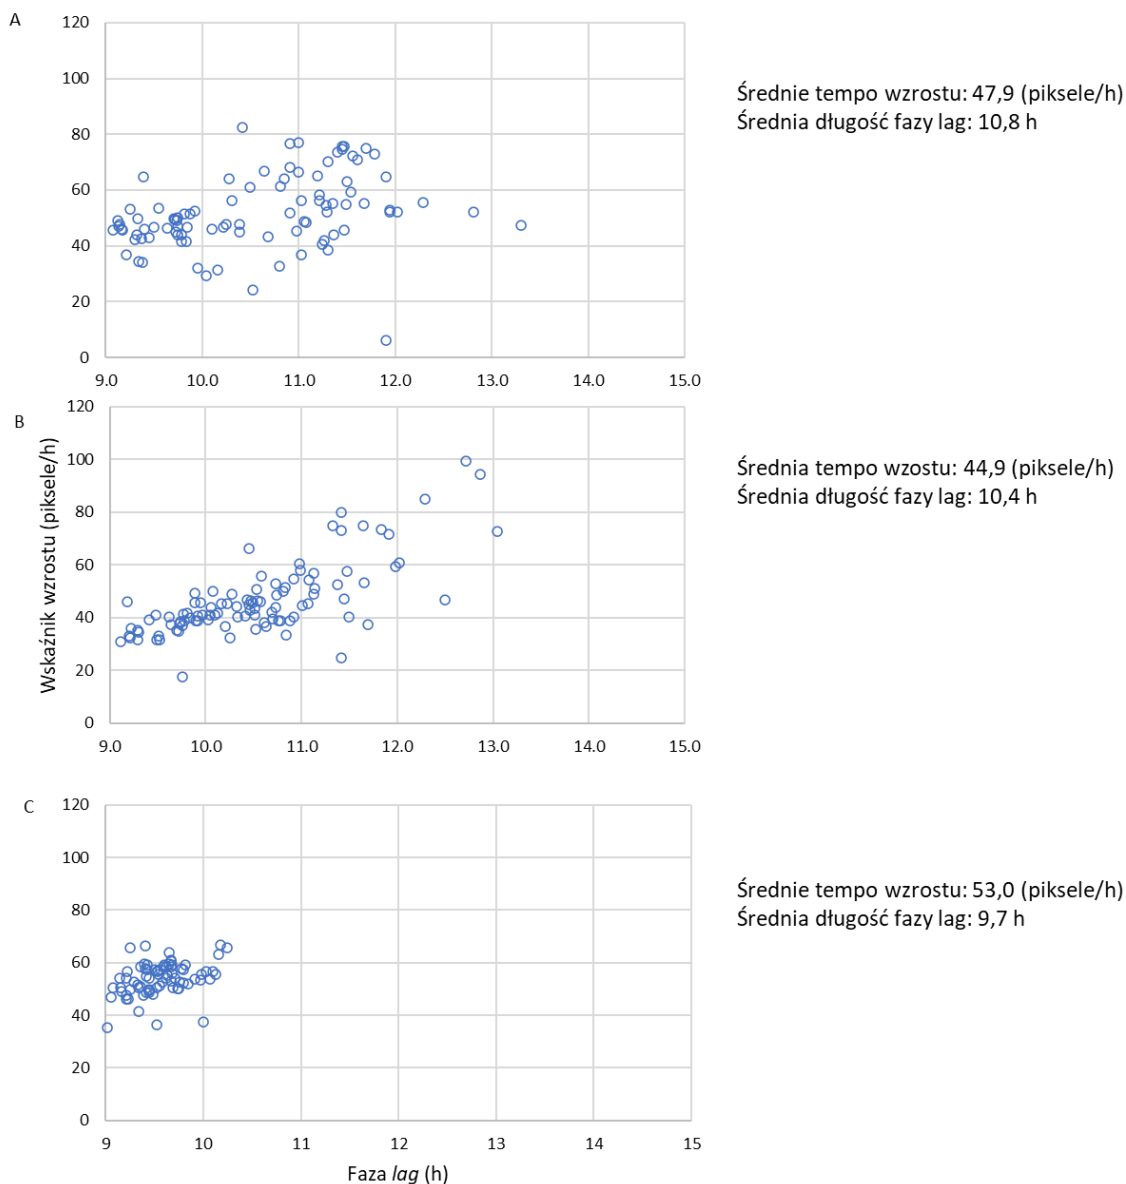 A
120
100
80
60
40
20
0
9.0 10.0 11.0 12.0 13.0 14.0 15.0
Średnie tempo wzrostu: 47,9 (piksele/h)
Średnia długość fazy lag: 10,8 h
B
Wskaźnik wzrostu (piksele/h)
120
100
80
60
40
20
0
9.0 10.0 11.0 12.0 13.0 14.0 15.0
Średnia tempo wzostu: 44,9 (piksele/h)
Średnia długość fazy lag: 10,4 h
C
120
100
80
60
40
20
0
9 10 11 12 13 14 15
Faza lag (h)
Średnie tempo wzrostu: 53,0 (piksele/h)
Średnia długość fazy lag: 9,7 h